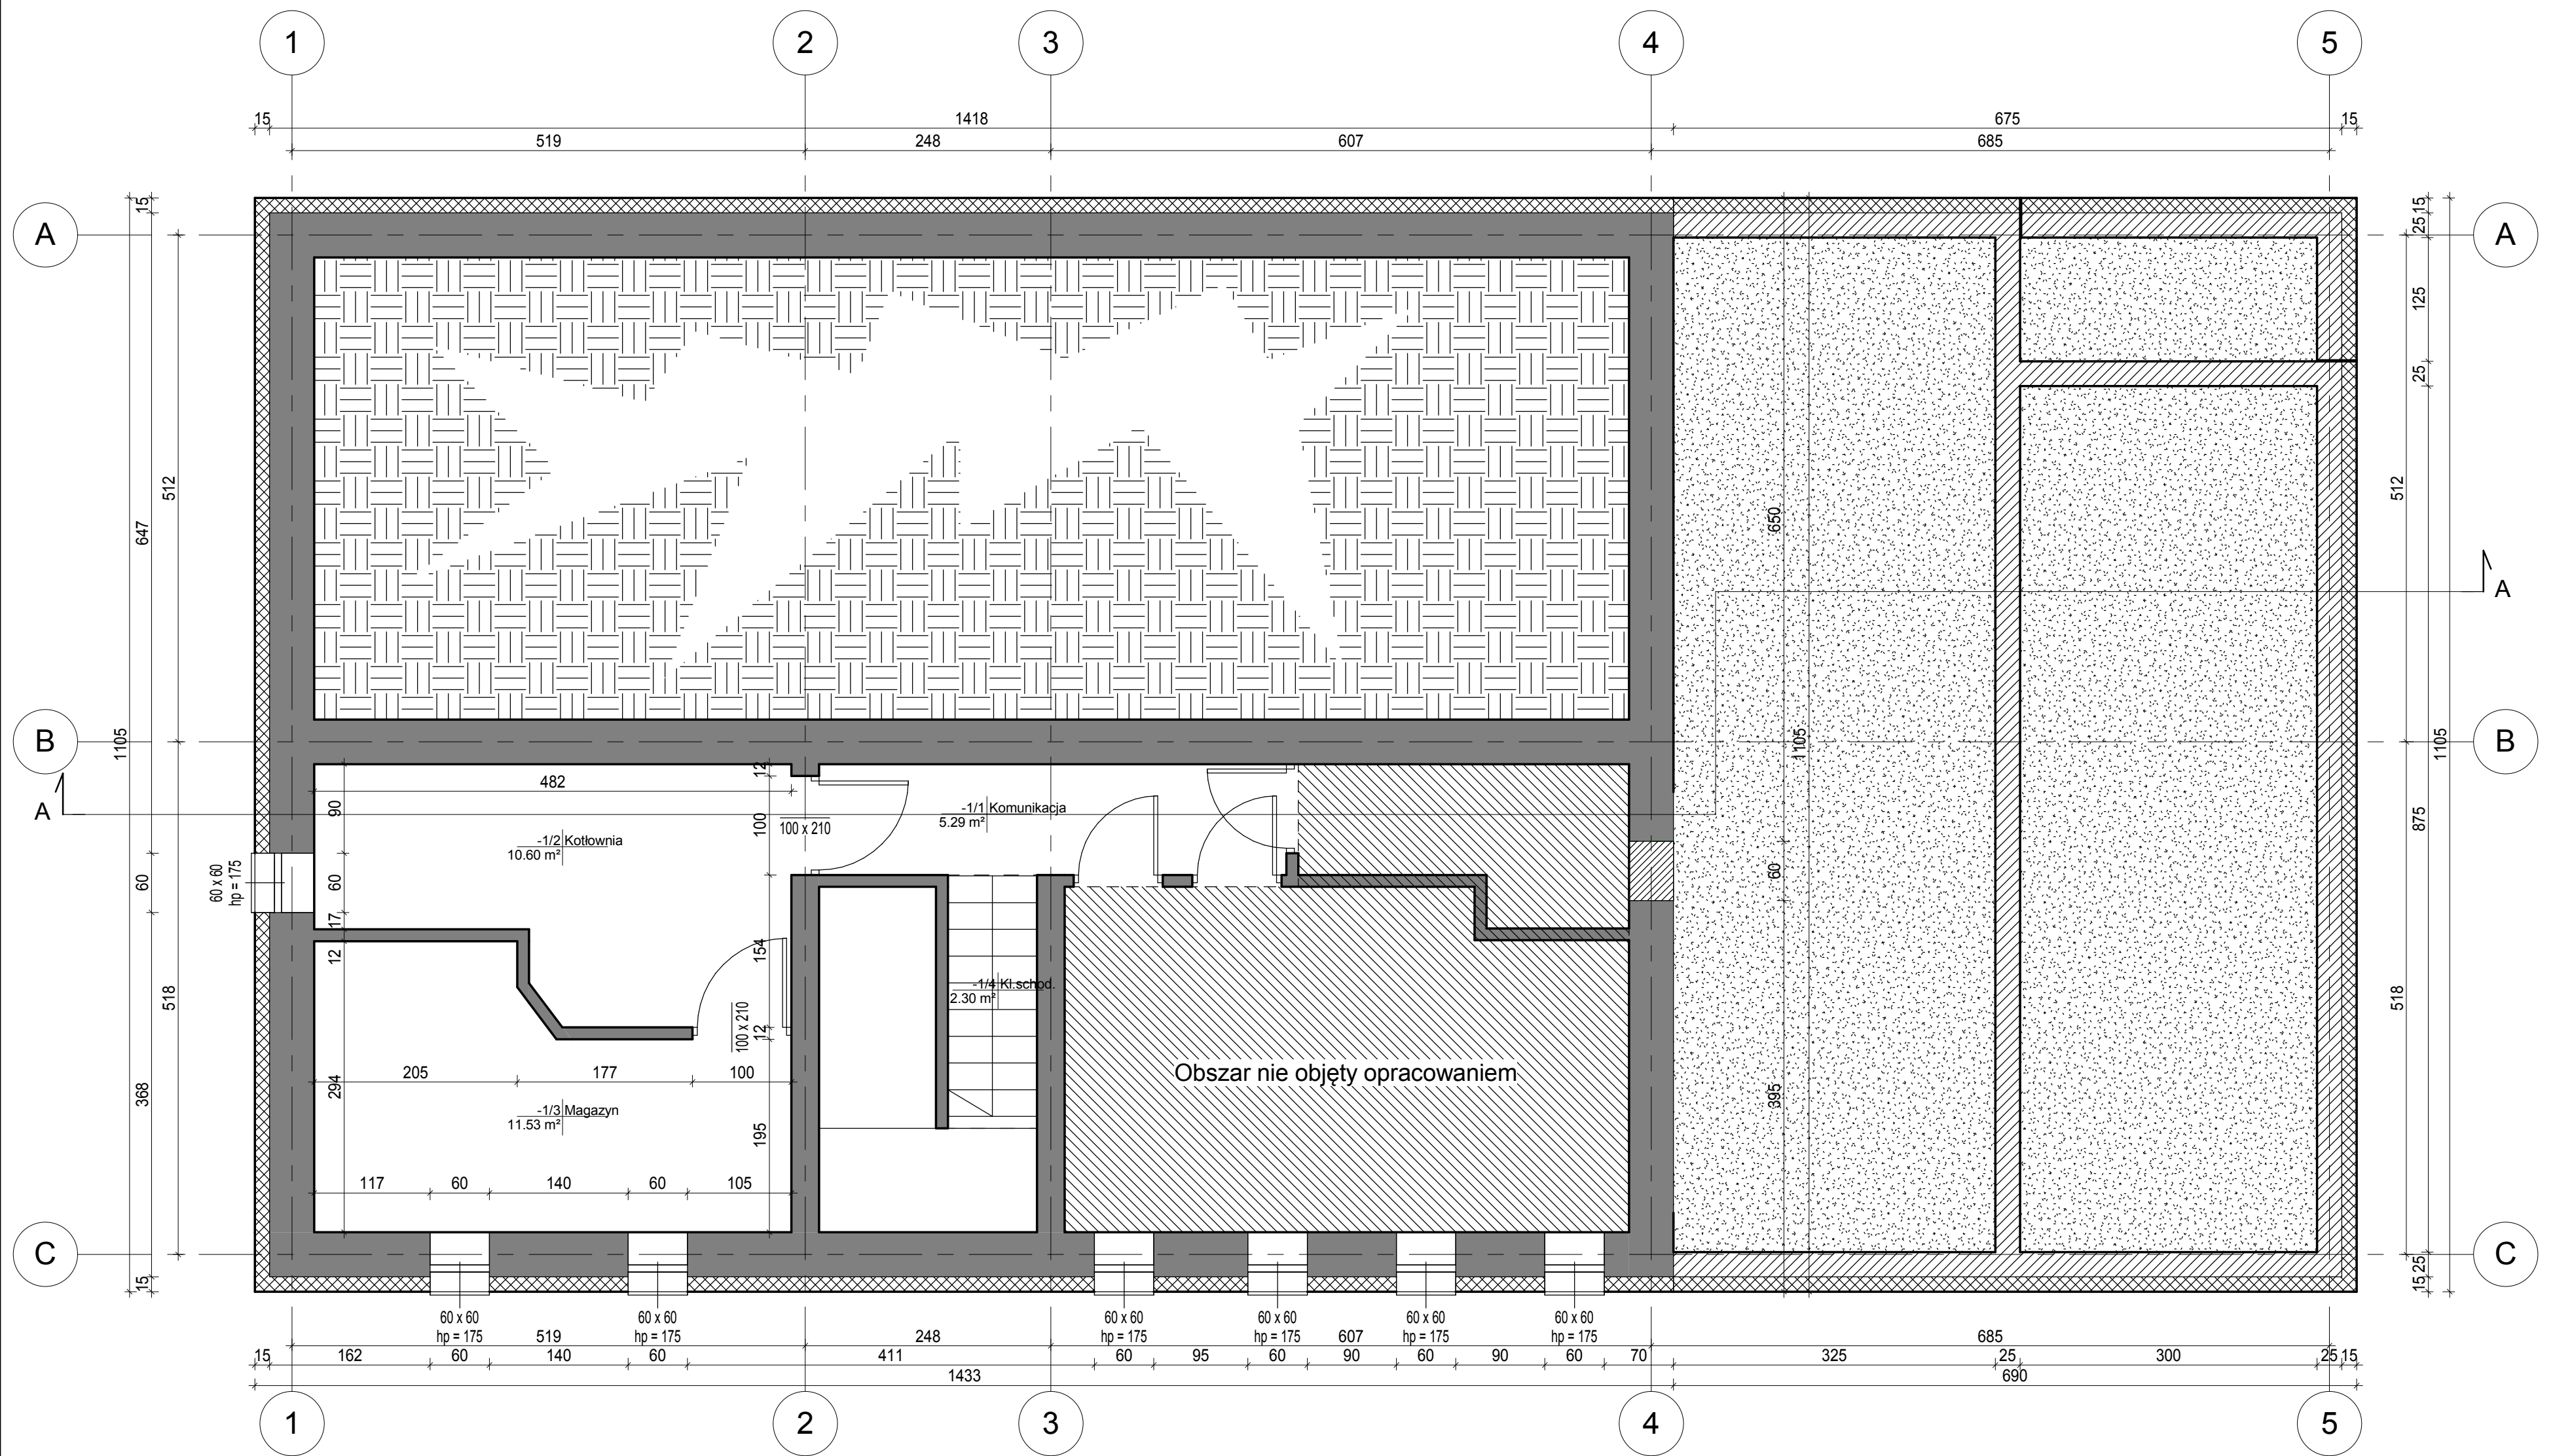 1 2 3 4 5
15 1418 675 15
519 248 607 685
A A
B B
C C
15
512
647
1105
60
518
368
15
15
25
125
25
512
1105
875
518
25
15
A
A
650
1105
60
395
482
12
90
100
100 x 210
-1/1 Komunikacja
5.29 m²
-1/2 Kotłownia
10.60 m²
60 x 60
hp = 175
60
17
12
154
100 x 210
12
-1/4 Kl.schod.
2.30 m²
205 177 100
294
-1/3 Magazyn
11.53 m²
195
Obszar nie objęty opracowaniem
117 60 140 60 105
60 x 60 60 x 60 60 x 60 60 x 60 60 x 60 60 x 60
hp = 175 hp = 175 hp = 175 hp = 175 hp = 175 hp = 175
519 248 607 685
15 162 60 140 60 411 60 95 60 90 60 90 60 70 325 25 300 25 15
1433 690
1 2 3 4 5